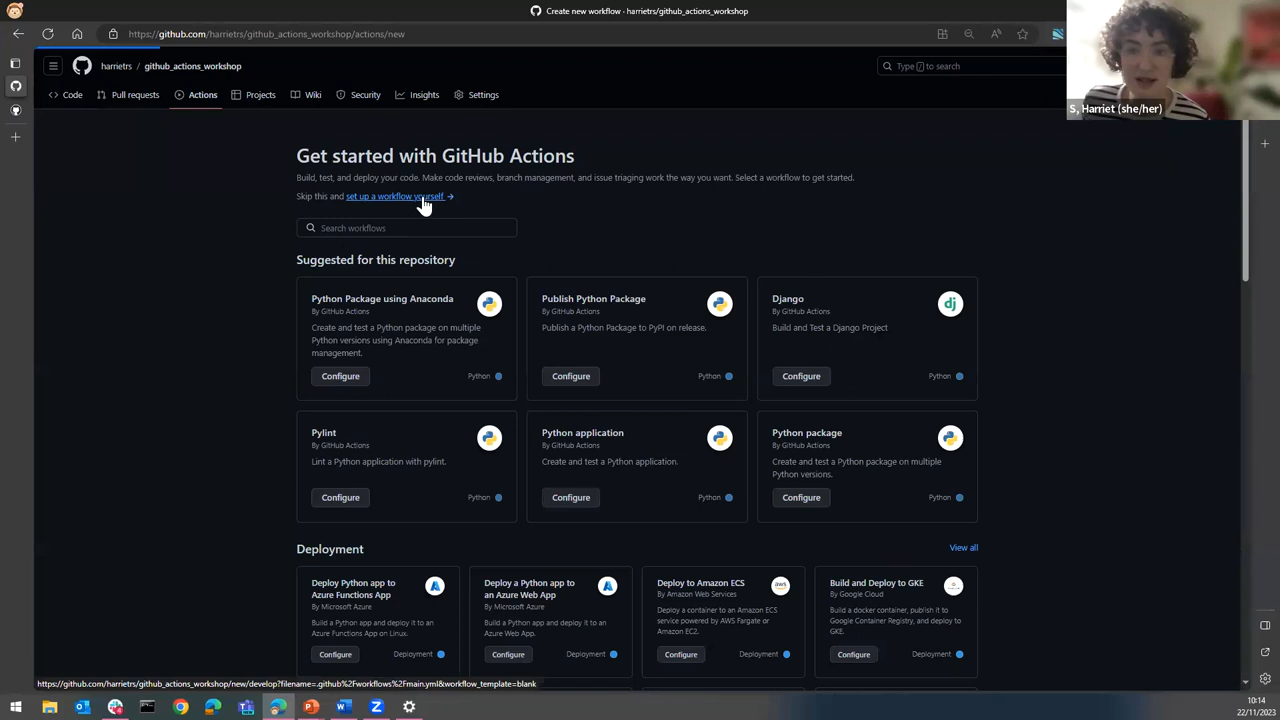 Create new workflow · harrietrs/github_actions_workshop
https://github.com/harrietrs/github_actions_workshop/actions/new
S, Harriet (she/her)
harrietrs / github_actions_workshop
Type / to search
Code
Pull requests
Actions
Projects
Wiki
Security
Insights
Settings
Get started with GitHub Actions
Build, test, and deploy your code. Make code reviews, branch management, and issue triaging work the way you want. Select a workflow to get started.
Skip this and set up a workflow yourself →
Search workflows
Suggested for this repository
Python Package using Anaconda
By GitHub Actions
Create and test a Python package on multiple
Python versions using Anaconda for package
management.
Configure
Python
Publish Python Package
By GitHub Actions
Publish a Python Package to PyPI on release.
Configure
Python
Django
By GitHub Actions
Build and Test a Django Project
Configure
Python
dj
Pylint
By GitHub Actions
Lint a Python application with pylint.
Configure
Python
Python application
By GitHub Actions
Create and test a Python application.
Configure
Python
Python package
By GitHub Actions
Create and test a Python package on multiple
Python versions.
Configure
Python
Deployment
View all
Deploy Python app to
Azure Functions App
By Microsoft Azure
Build a Python app and deploy it to an
Azure Functions App on Linux.
Configure
Deployment
Deploy a Python app to
an Azure Web App
By Microsoft Azure
Build a Python app and deploy it to an
Azure Web App.
Configure
Deployment
Deploy to Amazon ECS
By Amazon Web Services
aws
Deploy a container to an Amazon ECS
service powered by AWS Fargate or
Amazon EC2.
Configure
Deployment
Build and Deploy to GKE
By Google Cloud
Build a docker container, publish it to
Google Container Registry, and deploy to
GKE.
Configure
Deployment
https://github.com/harrietrs/github_actions_workshop/new/develop?filename=.github%2Fworkflows%2Fmain.yml&workflow_template=blank
10:14
22/11/2023